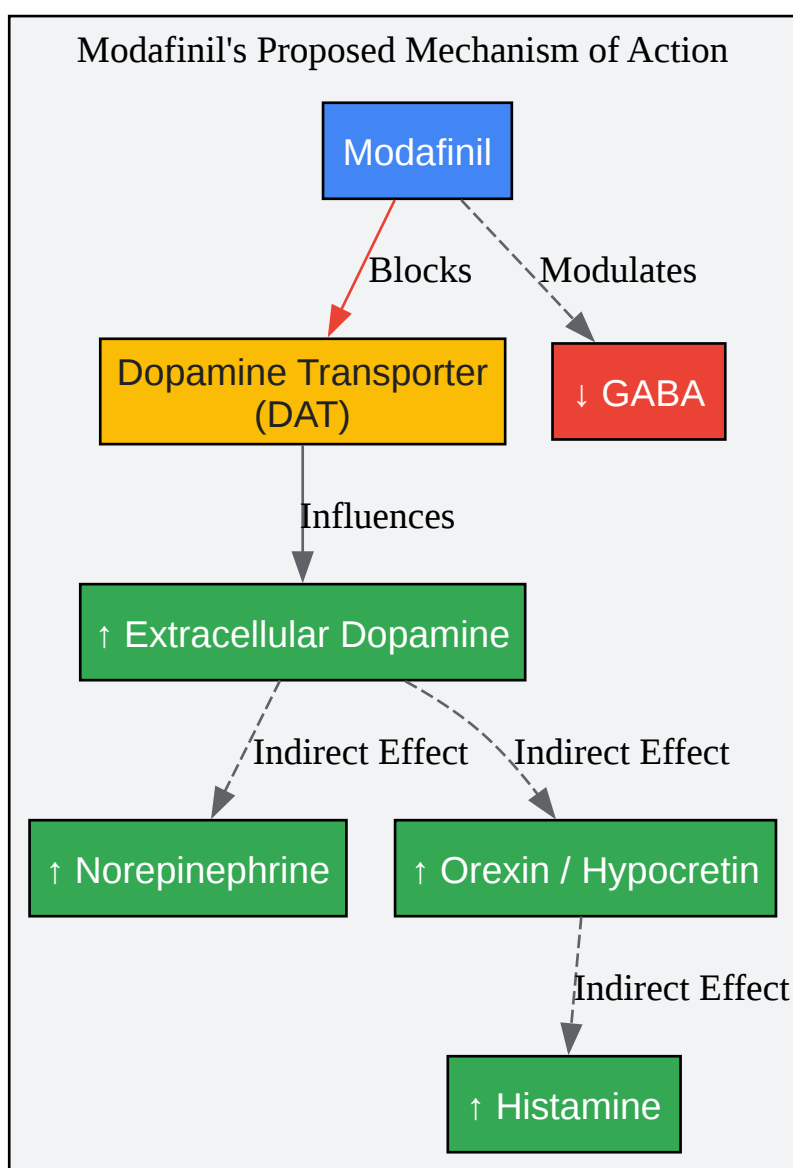 Modafinil's Proposed Mechanism of Action
Modafinil
Blocks
Modulates
Dopamine Transporter
(DAT)
↓ GABA
Influences
↑ Extracellular Dopamine
Indirect Effect
Indirect Effect
↑ Norepinephrine
↑ Orexin / Hypocretin
Indirect Effect
↑ Histamine